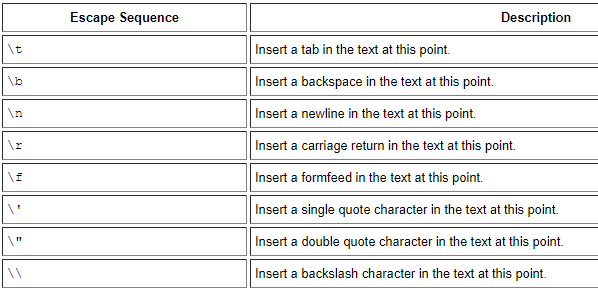 Escape Sequence Description
\t Insert a tab in the text at this point.
\b Insert a backspace in the text at this point.
\n Insert a newline in the text at this point.
\r Insert a carriage return in the text at this point.
\f Insert a formfeed in the text at this point.
\' Insert a single quote character in the text at this point.
\" Insert a double quote character in the text at this point.
\\ Insert a backslash character in the text at this point.